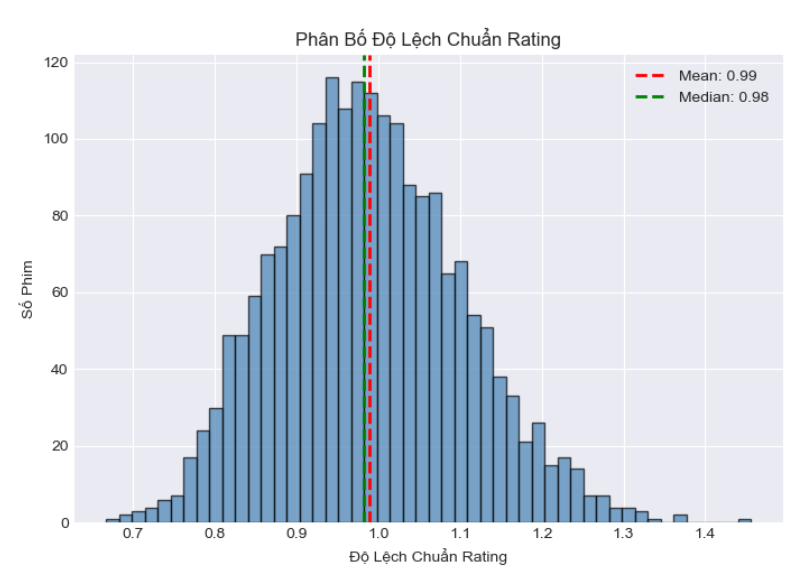 Phân Bố Độ Lệch Chuẩn Rating
Mean: 0.99
Median: 0.98
120
100
80
60
40
20
0
Số Phim
0.7 0.8 0.9 1.0 1.1 1.2 1.3 1.4
Độ Lệch Chuẩn Rating